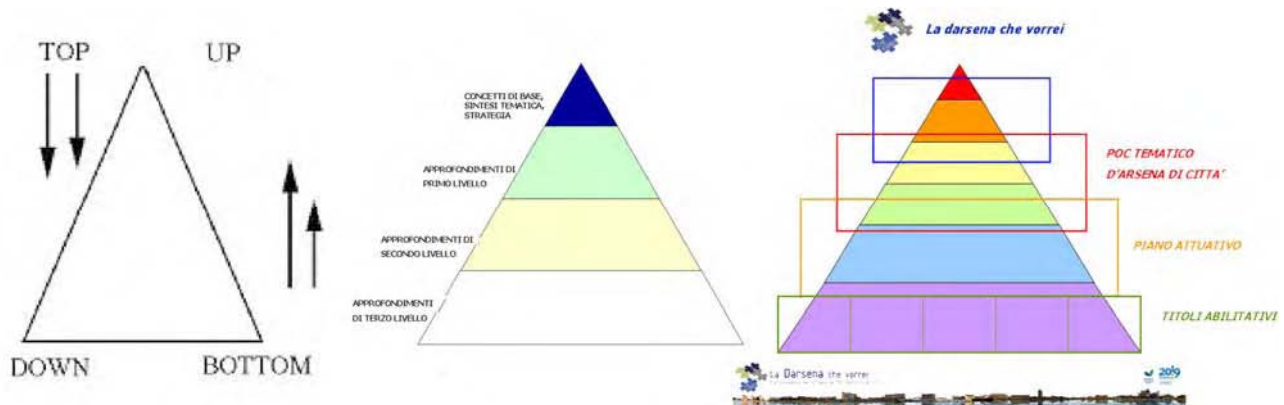 TOP
UP
DOWN
BOTTOM
CONCETTI DI BASE,
SINTESI TEMATICA,
STRATEGIA
APPROFONDIMENTI DI
PRIMO LIVELLO
APPROFONDIMENTI DI
SECONDO LIVELLO
APPROFONDIMENTI
DI TERZO LIVELLO
La darsena che vorrei
POC TEMATICO
D'ARSENA DI CITTA´
PIANO ATTUATIVO
TITOLI ABILITATIVI
La Darsena che vorrei
2019